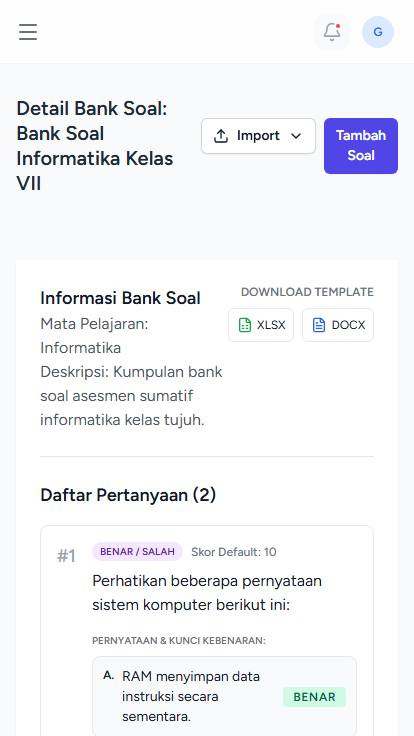 G
Detail Bank Soal:
Bank Soal
Informatika Kelas
VII
Import
Tambah
Soal
Informasi Bank Soal
Mata Pelajaran:
Informatika
Deskripsi: Kumpulan bank
soal asesmen sumatif
informatika kelas tujuh.
DOWNLOAD TEMPLATE
XLSX
DOCX
Daftar Pertanyaan (2)
#1
BENAR / SALAH
Skor Default: 10
Perhatikan beberapa pernyataan
sistem komputer berikut ini:
PERNYATAAN & KUNCI KEBENARAN:
A. RAM menyimpan data
instruksi secara
sementara.
BENAR